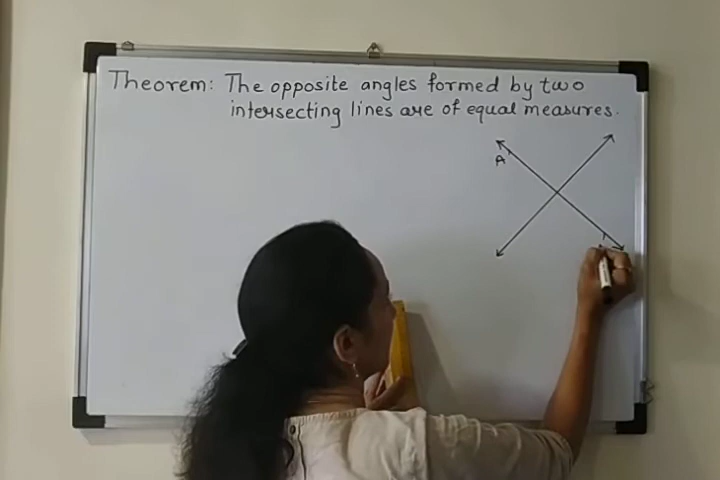 Theorem: The opposite angles formed by two
intersecting lines are of equal measures.
A